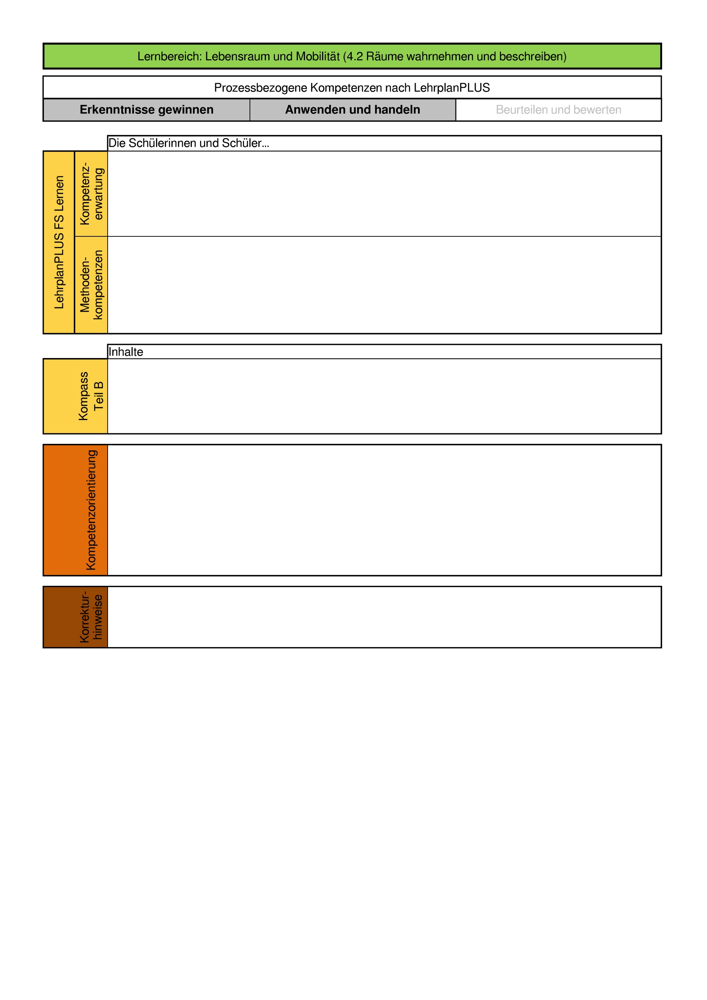 Lernbereich: Lebensraum und Mobilität (4.2 Räume wahrnehmen und beschreiben)
Prozessbezogene Kompetenzen nach LehrplanPLUS
Erkenntnisse gewinnen
Anwenden und handeln
Beurteilen und bewerten
Die Schülerinnen und Schüler...
LehrplanPLUS FS Lernen
Kompetenz-
erwartung
Methoden-
kompetenzen
Inhalte
Kompass
Teil B
Kompetenzorientierung
Korrektur-
hinweise